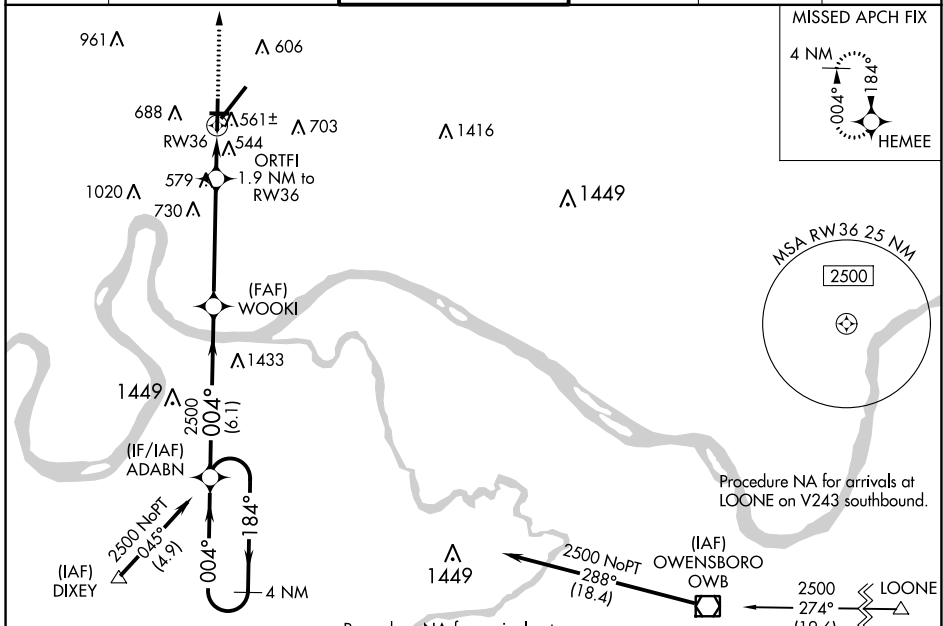 MISSED APCH FIX
4 NM
004°
184°
HEMEE
961
606
688
561±
703
1416
RW36
544
ORTFI
1.9 NM to
RW36
579
1020
730
1449
MSA RW36 25 NM
2500
(FAF)
WOOKI
1433
1449
2500
004°
(6.1)
(IF/IAF)
ADABN
2500 NoPT
045°
(4.9)
(IAF)
DIXEY
004°
184°
4 NM
1449
Procedure NA for arrivals at
LOONE on V243 southbound.
(IAF)
OWENSBORO
OWB
2500 NoPT
288°
(18.4)
2500
274°
LOONE